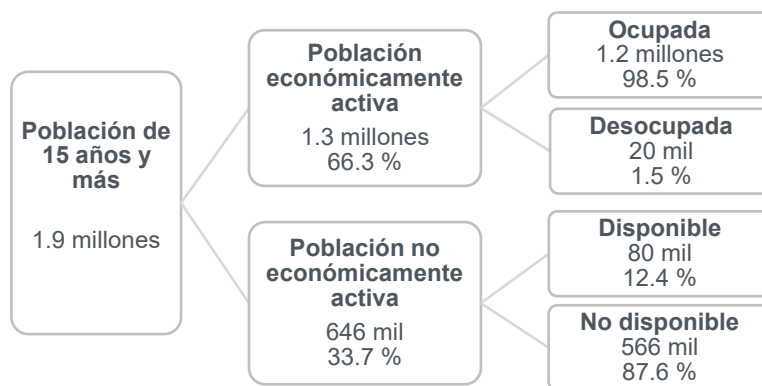 Población de
15 años y
más
1.9 millones
Población
económicamente
activa
1.3 millones
66.3 %
Población no
económicamente
activa
646 mil
33.7 %
Ocupada
1.2 millones
98.5 %
Desocupada
20 mil
1.5 %
Disponible
80 mil
12.4 %
No disponible
566 mil
87.6 %